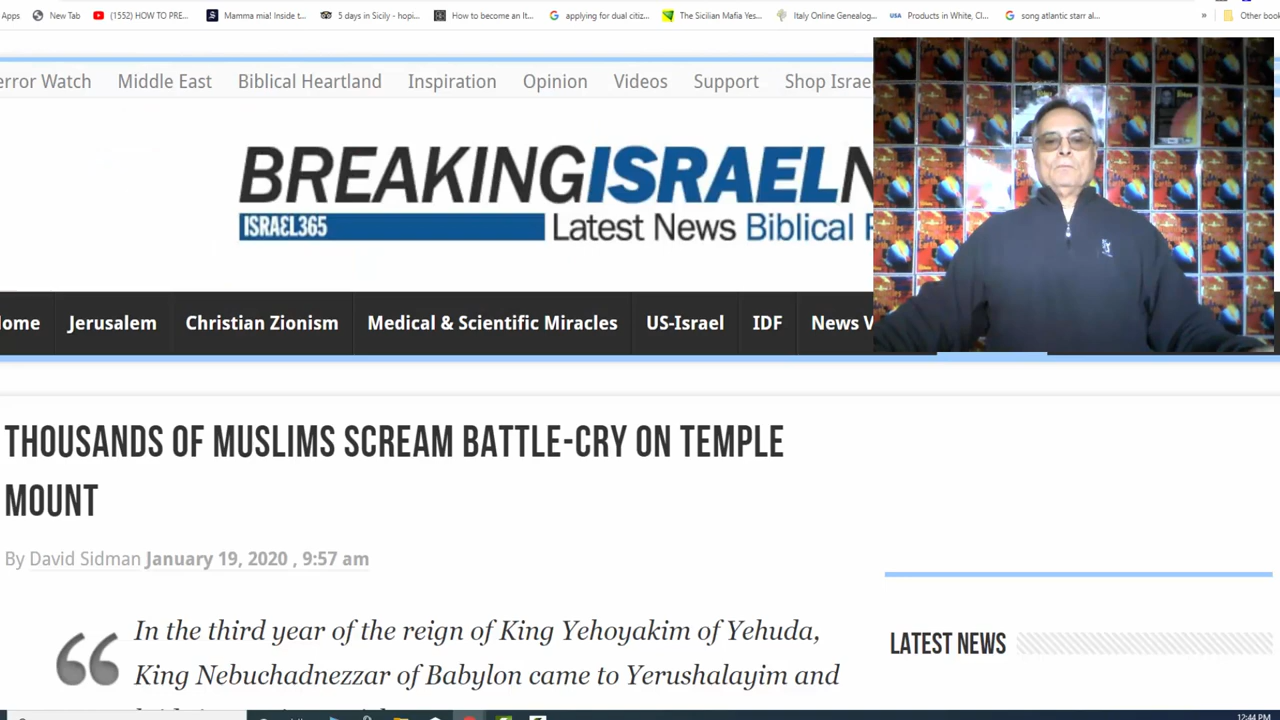 Apps New Tab (1552) HOW TO PRE... Mamma mia! Inside t... 5 days in Sicily - hopi... How to become an It... applying for dual citiz... The Sicilian Mafia Yes... Italy Online Genealog... USA Products in White, Cl... song atlantic starr al... » Other book
error Watch Middle East Biblical Heartland Inspiration Opinion Videos Support Shop Israe
BREAKINGISRAELN
ISRAEL365 Latest News Biblical
Home Jerusalem Christian Zionism Medical & Scientific Miracles US-Israel IDF News V
THOUSANDS OF MUSLIMS SCREAM BATTLE-CRY ON TEMPLE
MOUNT
By David Sidman January 19, 2020 , 9:57 am
In the third year of the reign of King Yehoyakim of Yehuda,
King Nebuchadnezzar of Babylon came to Yerushalayim and
LATEST NEWS
12:44 PM